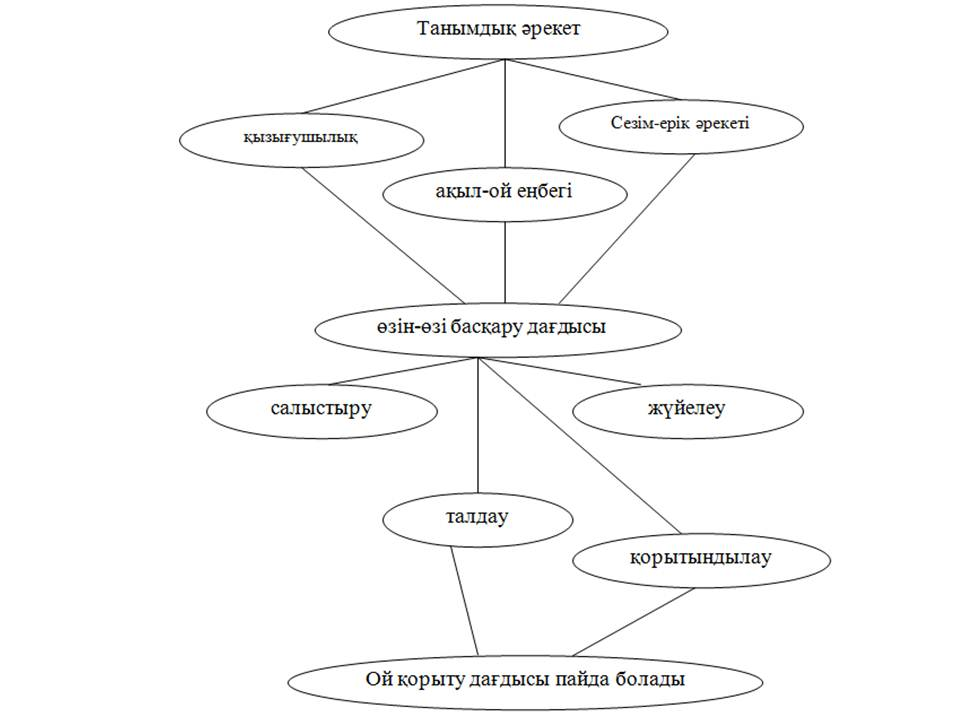 Танымдық әрекет
қызығушылық
Сезім-ерік әрекеті
ақыл-ой еңбегі
өзін-өзі басқару дағдысы
салыстыру
жүйелеу
талдау
қорытындылау
Ой қорыту дағдысы пайда болады